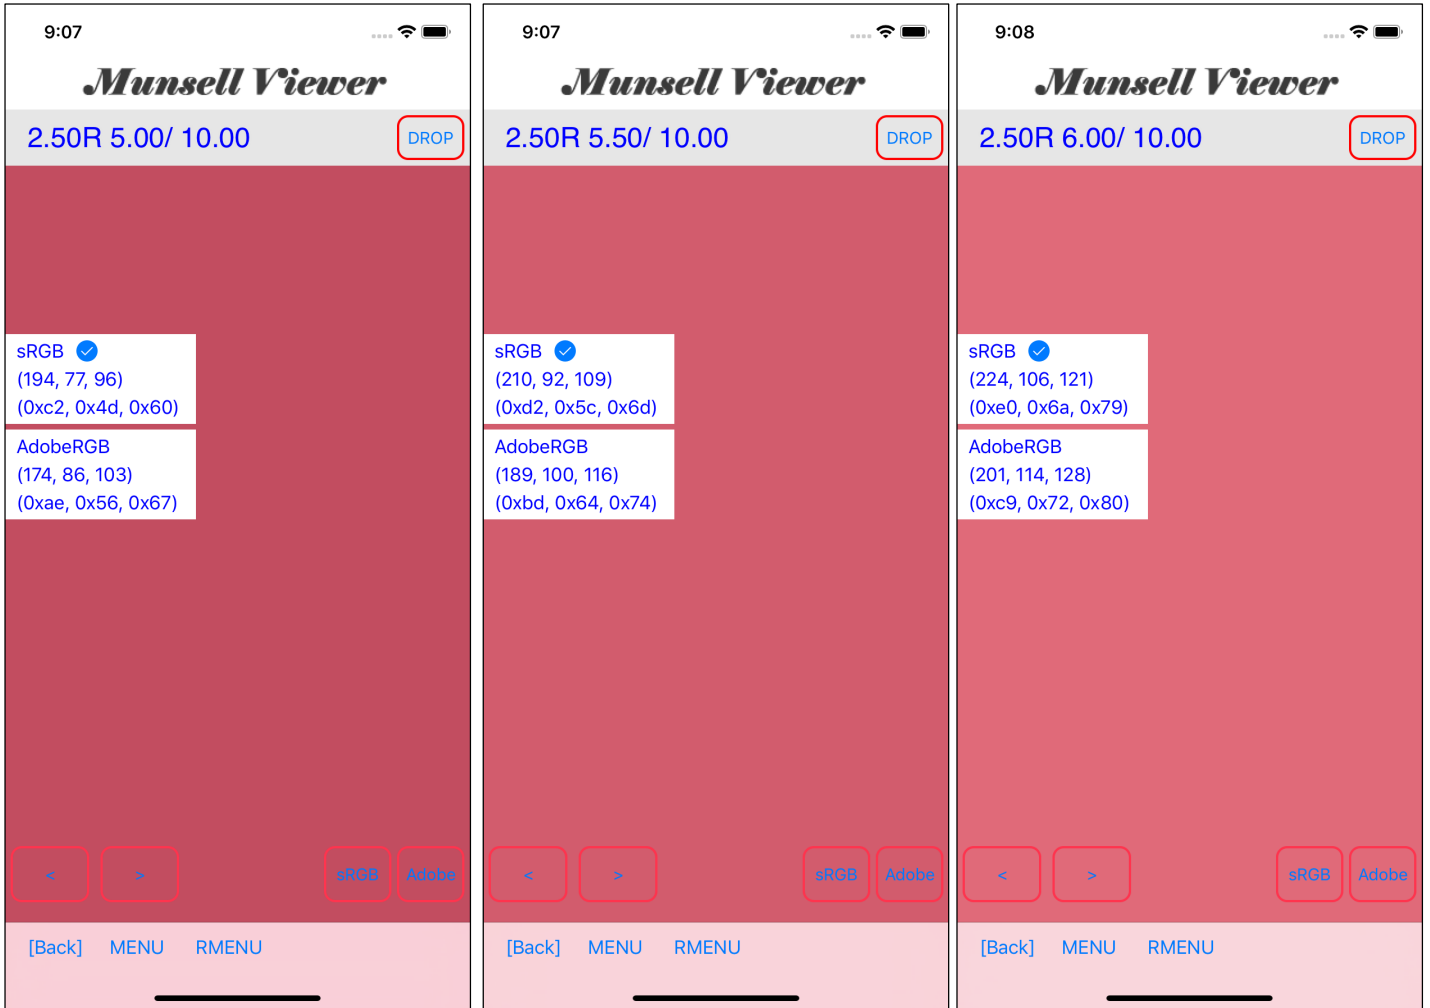 9:07
Munsell Viewer
2.50R 5.00/ 10.00
DROP
sRGB
(194, 77, 96)
(0xc2, 0x4d, 0x60)
AdobeRGB
(174, 86, 103)
(0xae, 0x56, 0x67)
< > sRGB Adobe
[Back] MENU RMENU
9:07
Munsell Viewer
2.50R 5.50/ 10.00
DROP
sRGB
(210, 92, 109)
(0xd2, 0x5c, 0x6d)
AdobeRGB
(189, 100, 116)
(0xbd, 0x64, 0x74)
< > sRGB Adobe
[Back] MENU RMENU
9:08
Munsell Viewer
2.50R 6.00/ 10.00
DROP
sRGB
(224, 106, 121)
(0xe0, 0x6a, 0x79)
AdobeRGB
(201, 114, 128)
(0xc9, 0x72, 0x80)
< > sRGB Adobe
[Back] MENU RMENU